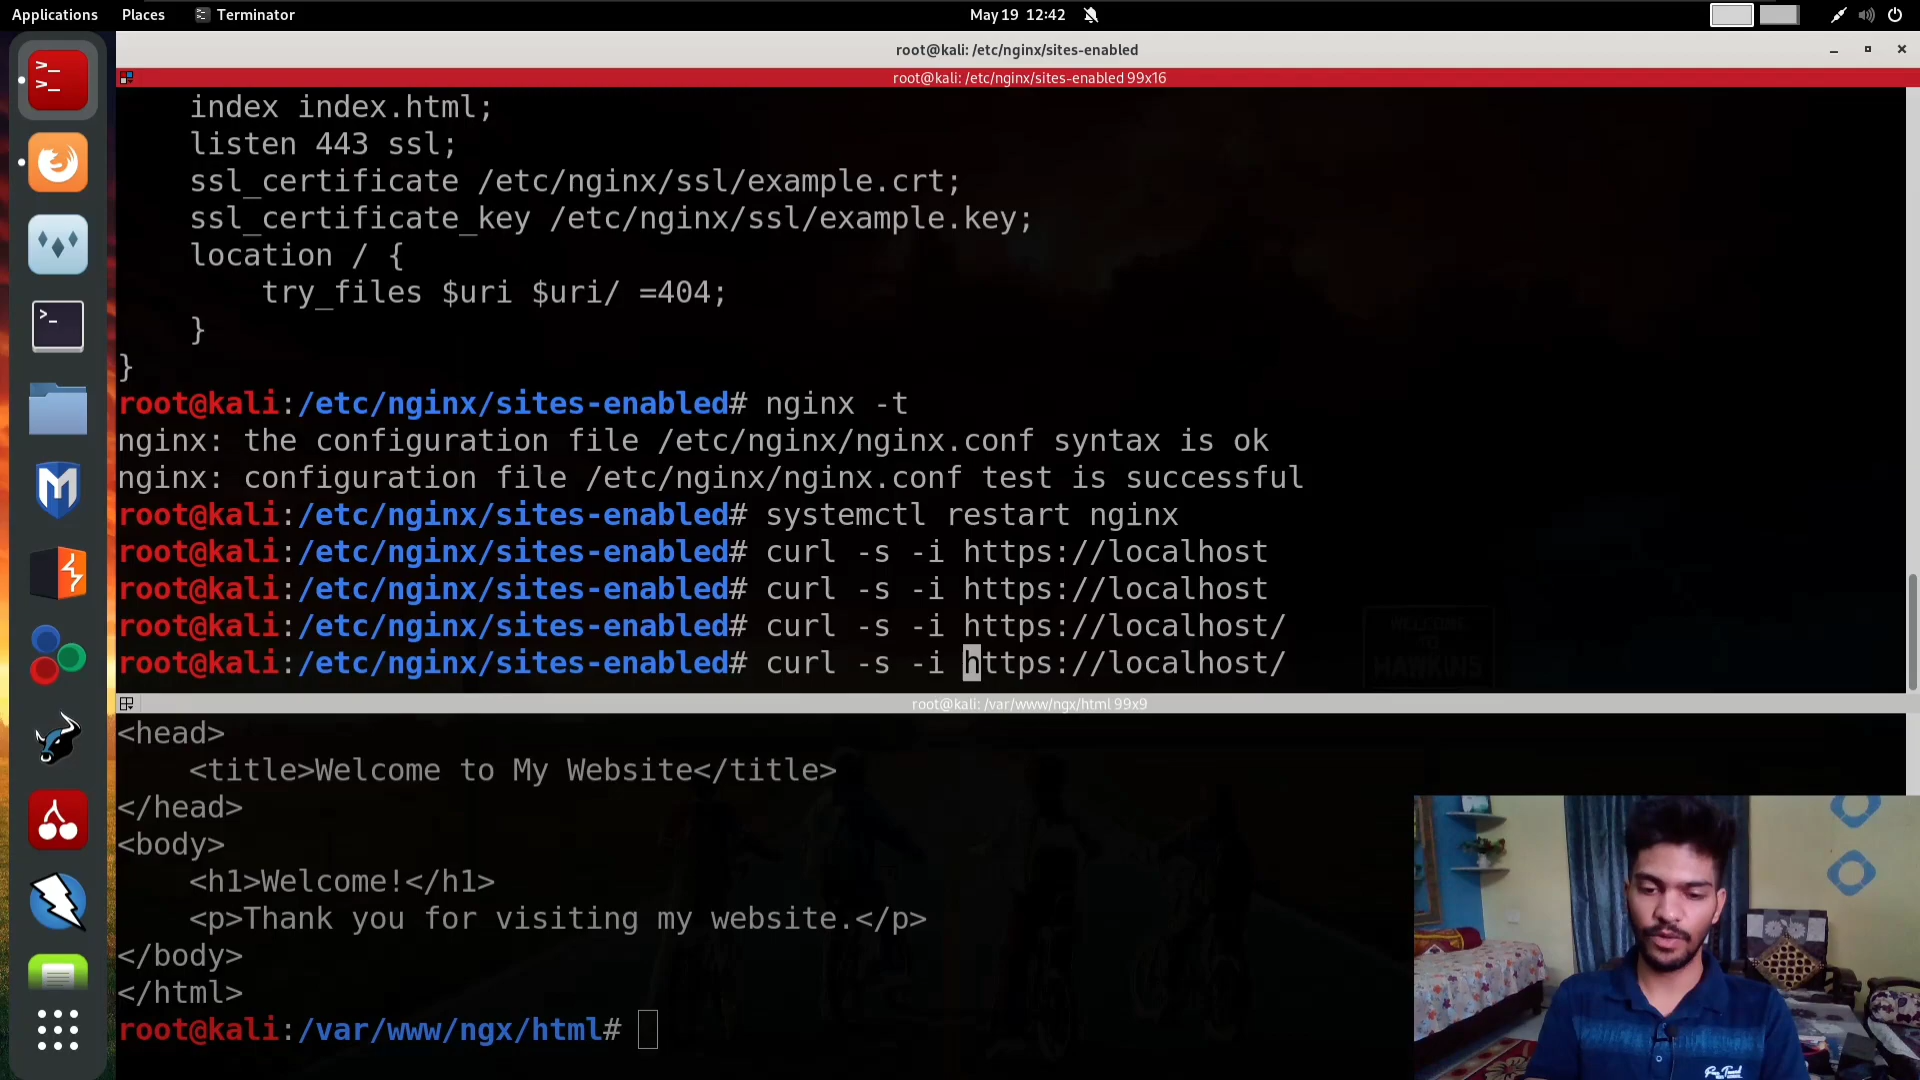 Applications Places Terminator May 19 12:42
root@kali: /etc/nginx/sites-enabled
root@kali: /etc/nginx/sites-enabled 99x16
index index.html;
listen 443 ssl;
ssl_certificate /etc/nginx/ssl/example.crt;
ssl_certificate_key /etc/nginx/ssl/example.key;
location / {
try_files $uri $uri/ =404;
}
}
root@kali:/etc/nginx/sites-enabled# nginx -t
nginx: the configuration file /etc/nginx/nginx.conf syntax is ok
nginx: configuration file /etc/nginx/nginx.conf test is successful
root@kali:/etc/nginx/sites-enabled# systemctl restart nginx
root@kali:/etc/nginx/sites-enabled# curl -s -i https://localhost
root@kali:/etc/nginx/sites-enabled# curl -s -i https://localhost
root@kali:/etc/nginx/sites-enabled# curl -s -i https://localhost/
root@kali:/etc/nginx/sites-enabled# curl -s -i https://localhost/
WELCOME
TO
HAWKINS
root@kali: /var/www/ngx/html 99x9
<head>
<title>Welcome to My Website</title>
</head>
<body>
<h1>Welcome!</h1>
<p>Thank you for visiting my website.</p>
</body>
</html>
root@kali:/var/www/ngx/html#